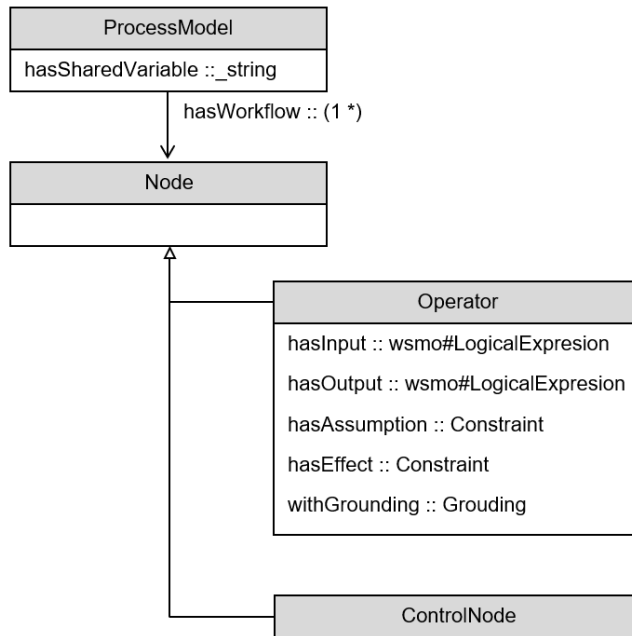 ProcessModel
hasSharedVariable ::_string
hasWorkflow :: (1 *)
Node
Operator
hasInput :: wsmo#LogicalExpresion
hasOutput :: wsmo#LogicalExpresion
hasAssumption :: Constraint
hasEffect :: Constraint
withGrounding :: Grouding
ControlNode